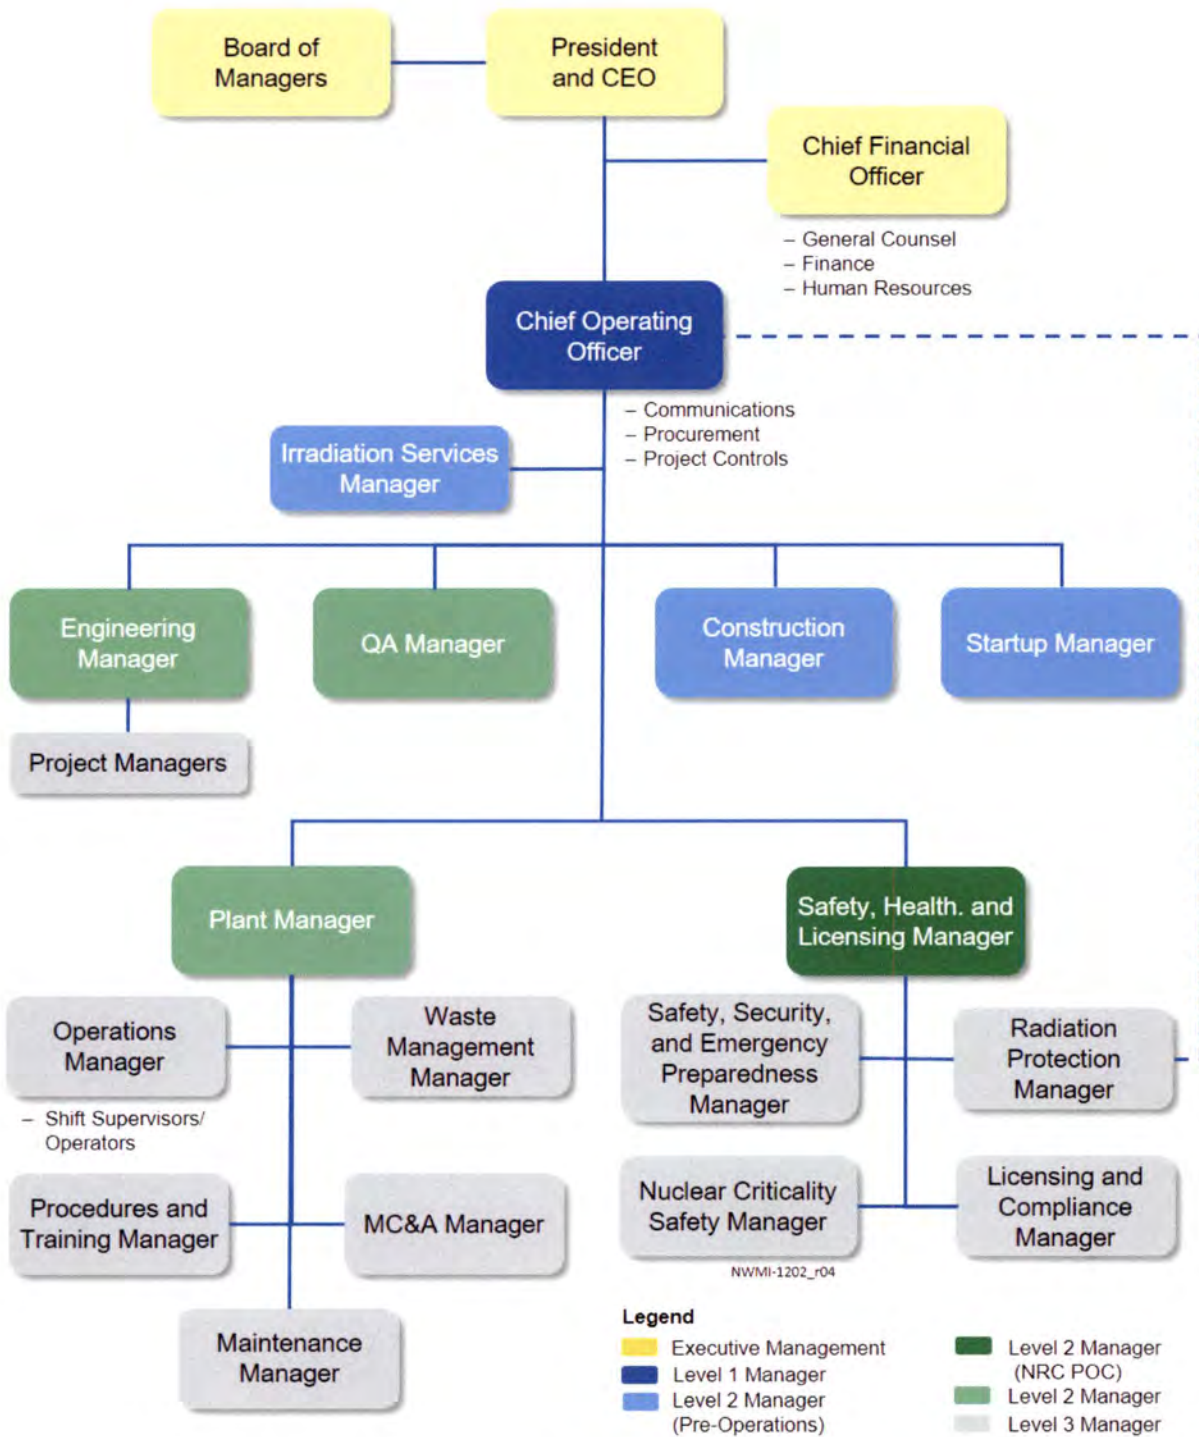 Board of
Managers
President
and CEO
Chief Financial
Officer
– General Counsel
– Finance
– Human Resources
Chief Operating
Officer
– Communications
– Procurement
– Project Controls
Irradiation Services
Manager
Engineering
Manager
QA Manager
Construction
Manager
Startup Manager
Project Managers
Plant Manager
Safety, Health. and
Licensing Manager
Operations
Manager
– Shift Supervisors/
Operators
Waste
Management
Manager
Safety, Security,
and Emergency
Preparedness
Manager
Radiation
Protection
Manager
Procedures and
Training Manager
MC&A Manager
Nuclear Criticality
Safety Manager
Licensing and
Compliance
Manager
NWMI-1202_r04
Maintenance
Manager
Legend
Executive Management
Level 1 Manager
Level 2 Manager
(Pre-Operations)
Level 2 Manager
(NRC POC)
Level 2 Manager
Level 3 Manager